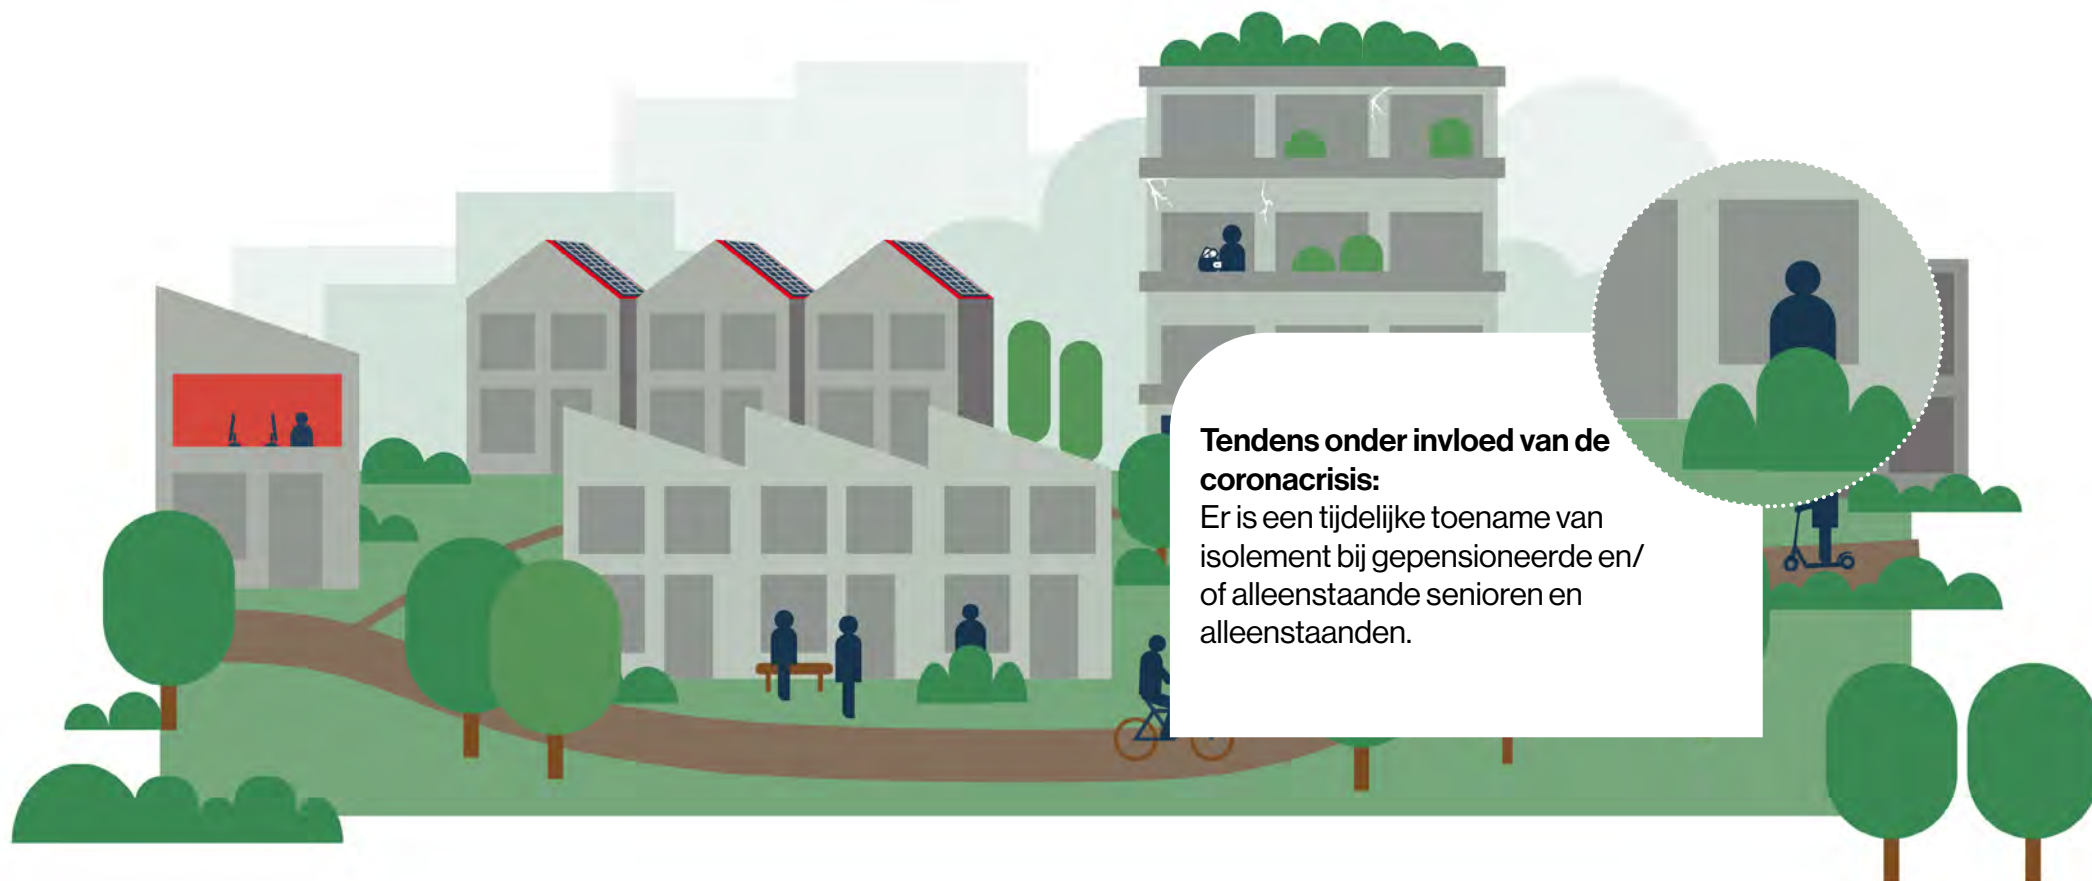 Tendens onder invloed van de
coronacrisis:
Er is een tijdelijke toename van
isolement bij gepensioneerde en/
of alleenstaande senioren en
alleenstaanden.